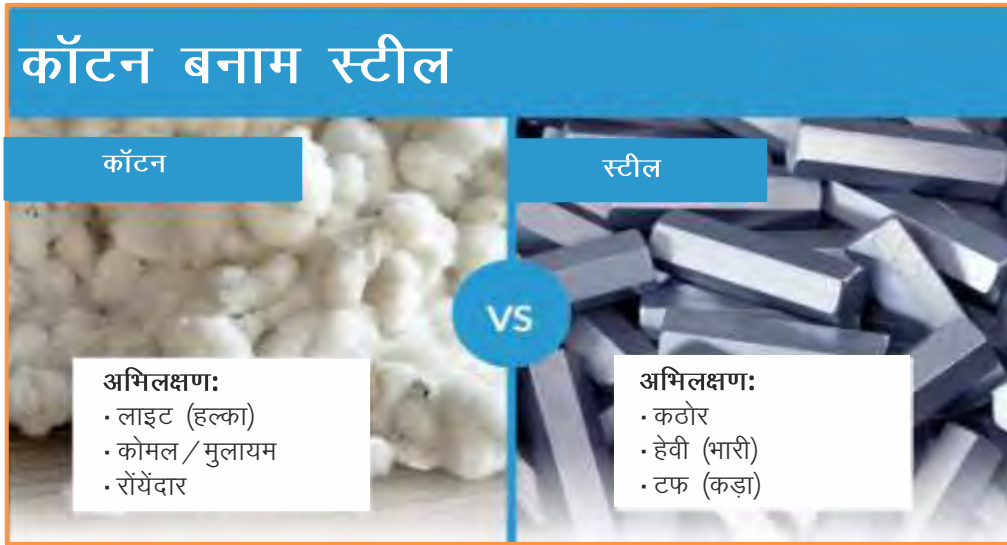 कॉटन बनाम स्टील
कॉटन
स्टील
VS
अभिलक्षण:
· लाइट (हल्का)
· कोमल / मुलायम
· रोंयेंदार
अभिलक्षण:
· कठोर
· हेवी (भारी)
· टफ (कड़ा)